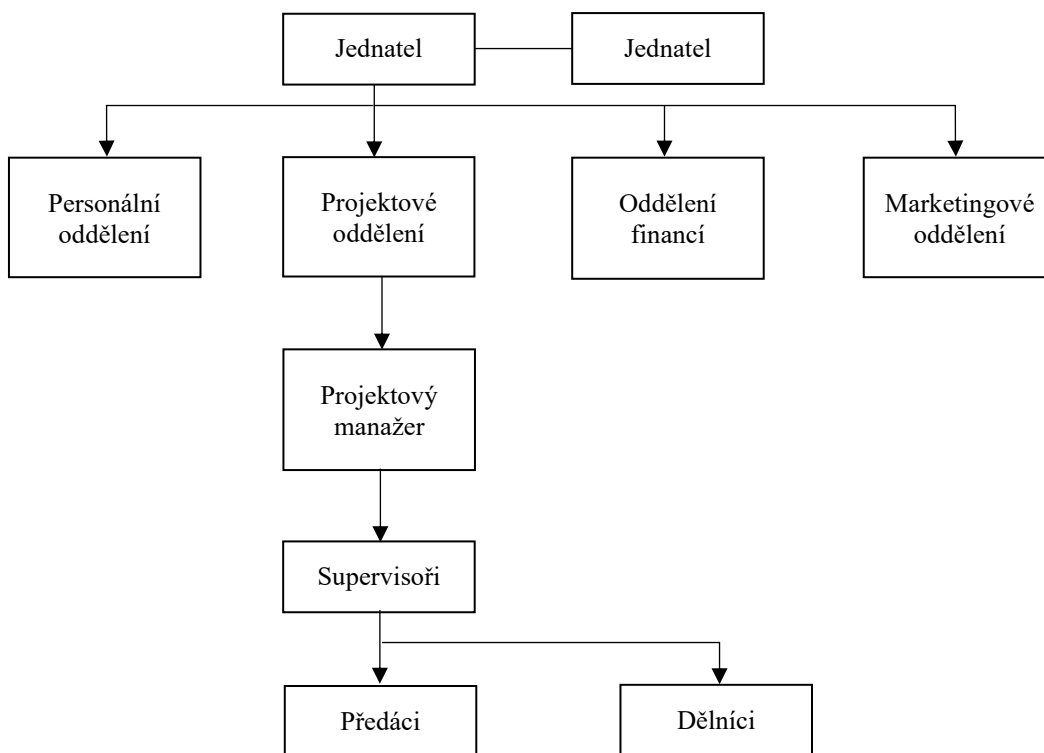 Jednatel
Jednatel
Personální
oddělení
Projektové
oddělení
Oddělení
financí
Marketingové
oddělení
Projektový
manažer
Supervisoři
Předáci
Dělníci